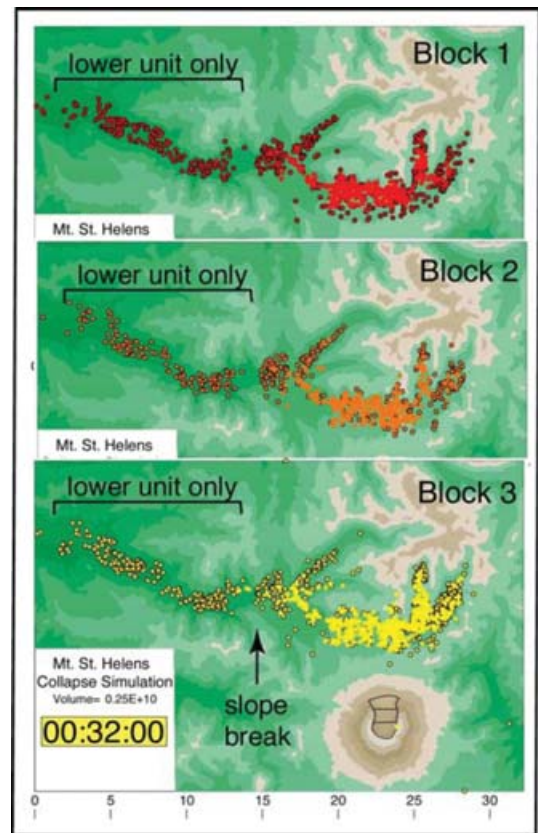 Block 1
lower unit only
Mt. St. Helens
Block 2
lower unit only
Mt. St. Helens
Block 3
lower unit only
Mt. St. Helens
Collapse Simulation
Volume= 0.25E+10
00:32:00
slope
break
0 5 10 15 20 25 30